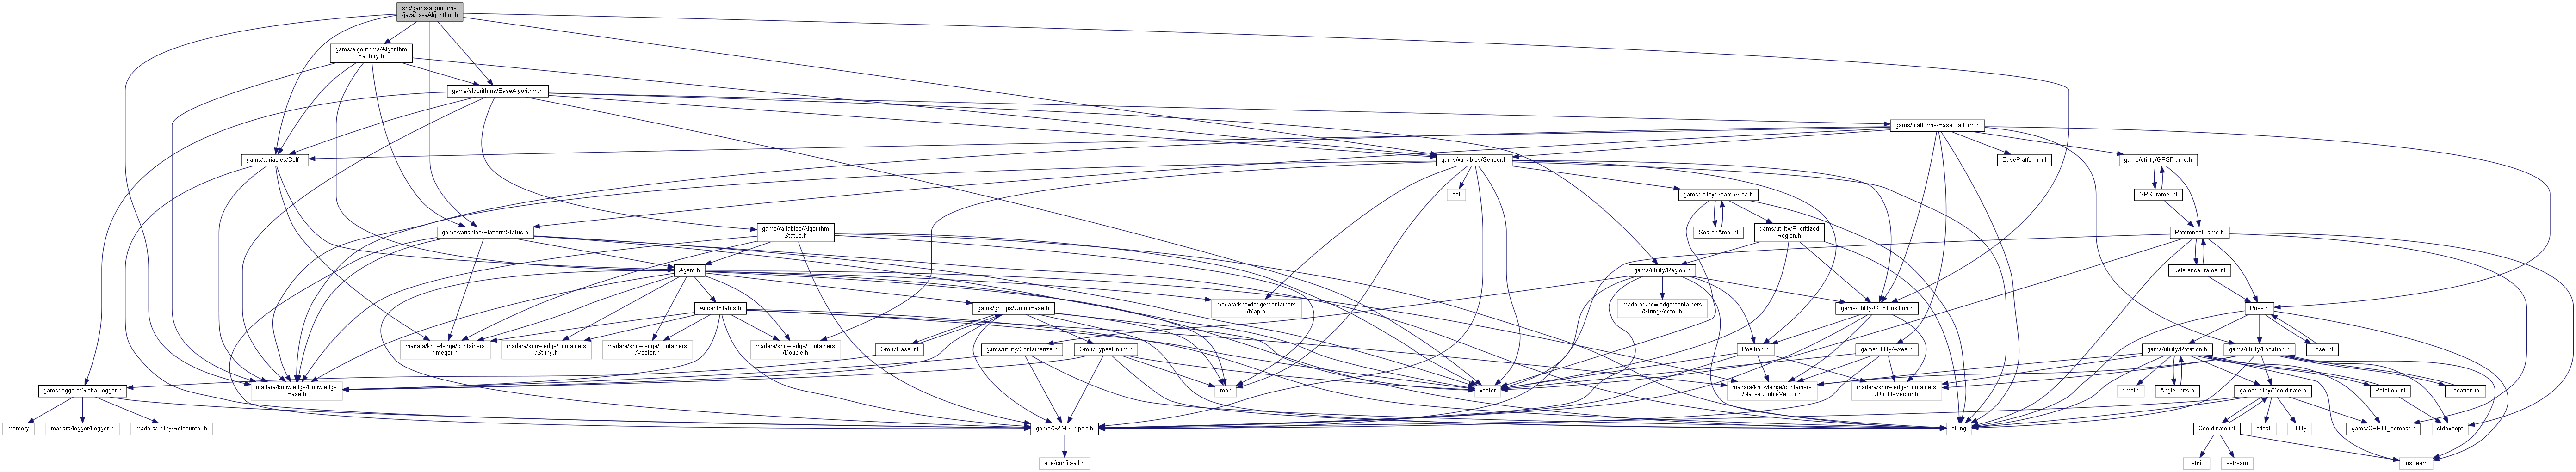 src/gams/algorithms
/java/JavaAlgorithm.h
gams/algorithms/Algorithm
Factory.h
gams/algorithms/BaseAlgorithm.h
gams/platforms/BasePlatform.h
gams/variables/Self.h
gams/variables/Sensor.h
BasePlatform.inl
gams/utility/GPSFrame.h
set
gams/utility/SearchArea.h
GPSFrame.inl
gams/variables/PlatformStatus.h
gams/variables/Algorithm
Status.h
SearchArea.inl
gams/utility/Prioritized
Region.h
ReferenceFrame.h
Agent.h
gams/utility/Region.h
ReferenceFrame.inl
AccentStatus.h
gams/groups/GroupBase.h
madara/knowledge/containers
/Map.h
madara/knowledge/containers
/StringVector.h
gams/utility/GPSPosition.h
Pose.h
madara/knowledge/containers
/Integer.h
madara/knowledge/containers
/String.h
madara/knowledge/containers
/Vector.h
madara/knowledge/containers
/Double.h
GroupBase.inl
gams/utility/Containerize.h
GroupTypesEnum.h
Position.h
gams/utility/Axes.h
gams/utility/Rotation.h
gams/utility/Location.h
Pose.inl
gams/loggers/GlobalLogger.h
madara/knowledge/Knowledge
Base.h
map
vector
madara/knowledge/containers
/NativeDoubleVector.h
madara/knowledge/containers
/DoubleVector.h
cmath
AngleUnits.h
gams/utility/Coordinate.h
Rotation.inl
Location.inl
memory
madara/logger/Logger.h
madara/utility/Refcounter.h
gams/GAMSExport.h
string
Coordinate.inl
cfloat
utility
gams/CPP11_compat.h
stdexcept
ace/config-all.h
cstdio
sstream
iostream